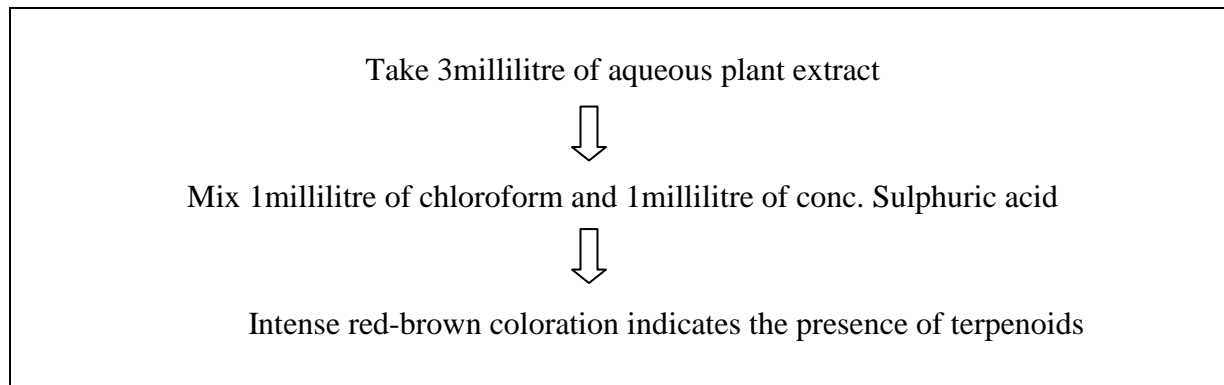 Take 3millilitre of aqueous plant extract
Mix 1millilitre of chloroform and 1millilitre of conc. Sulphuric acid
Intense red-brown coloration indicates the presence of terpenoids